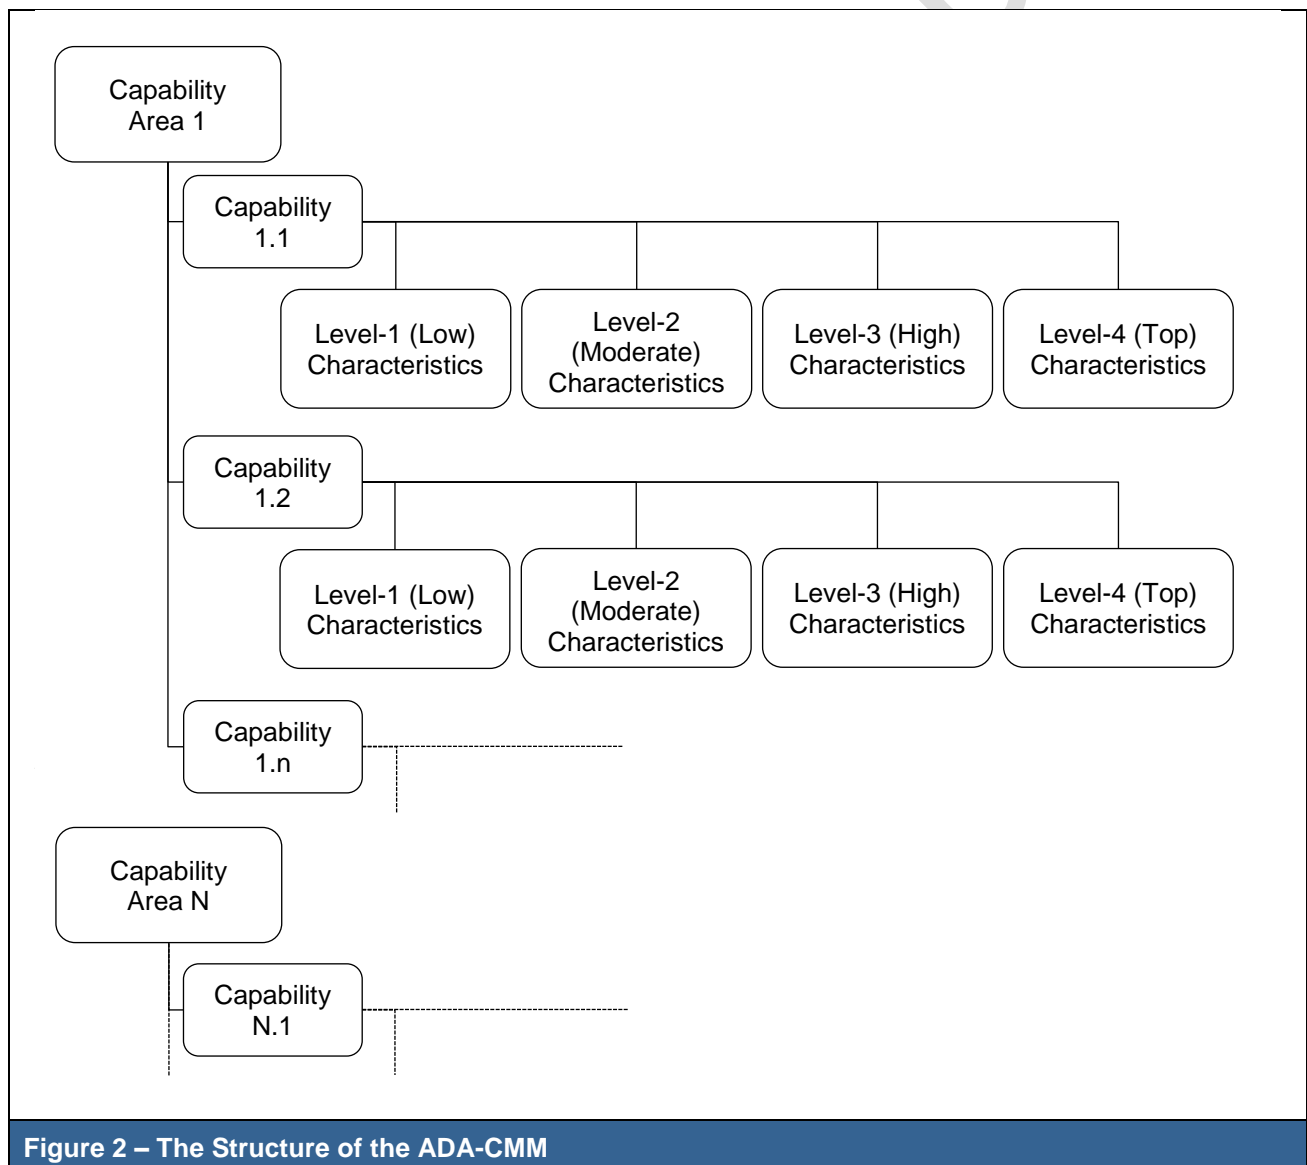 Capability
Area 1
Capability
1.1
Level-1 (Low)
Characteristics
Level-2
(Moderate)
Characteristics
Level-3 (High)
Characteristics
Level-4 (Top)
Characteristics
Capability
1.2
Level-1 (Low)
Characteristics
Level-2
(Moderate)
Characteristics
Level-3 (High)
Characteristics
Level-4 (Top)
Characteristics
Capability
1.n
Capability
Area N
Capability
N.1
Figure 2 – The Structure of the ADA-CMM